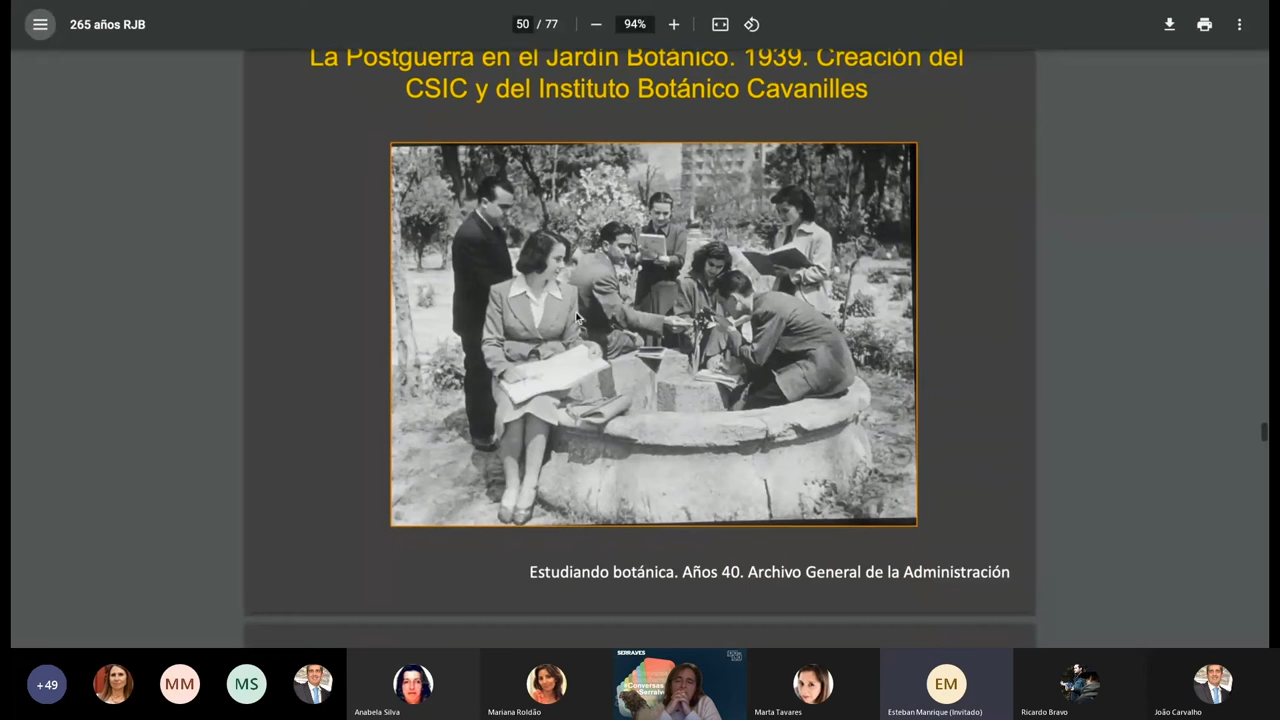 265 años RJB
50 / 77
94%
La Postguerra en el Jardín Botánico. 1939. Creación del
CSIC y del Instituto Botánico Cavanilles
Estudiando botánica. Años 40. Archivo General de la Administración
+49
MM
MS
SERRALVES
#Conversas
Anabela Silva
Mariana Roldão
Marta Tavares
EM
Esteban Manrique (Invitado)
Ricardo Bravo
João Carvalho